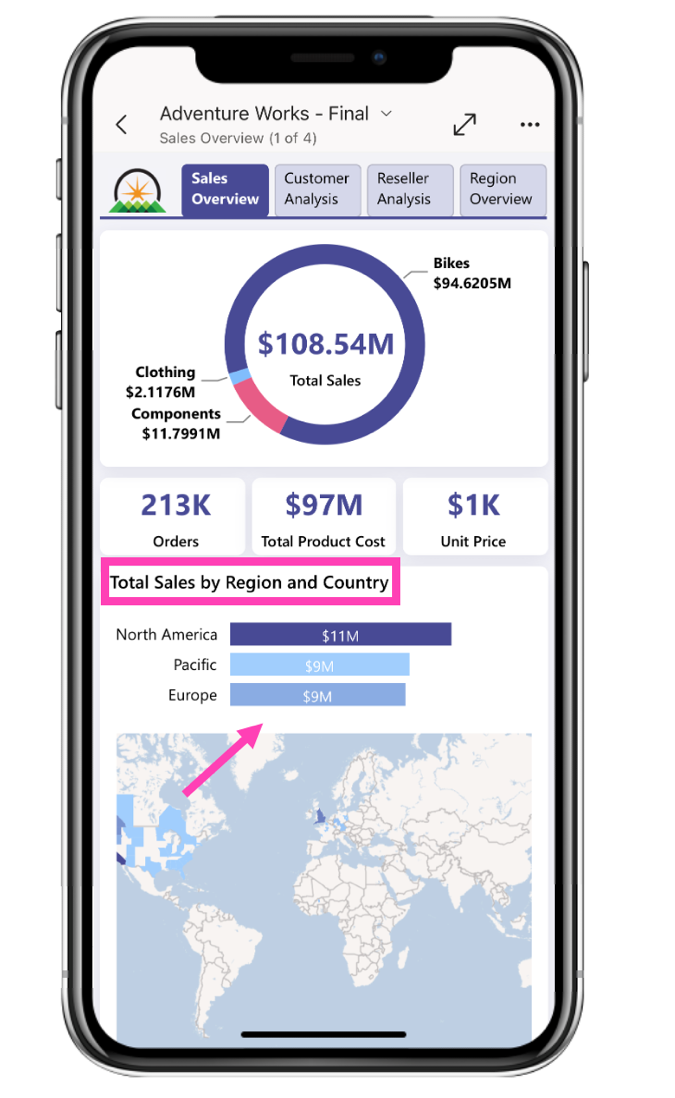 Adventure Works - Final
Sales Overview (1 of 4)
Sales Overview
Customer Analysis
Reseller Analysis
Region Overview
Bikes
$94.6205M
$108.54M
Total Sales
Clothing
$2.1176M
Components
$11.7991M
213K
Orders
$97M
Total Product Cost
$1K
Unit Price
Total Sales by Region and Country
North America $11M
Pacific $9M
Europe $9M